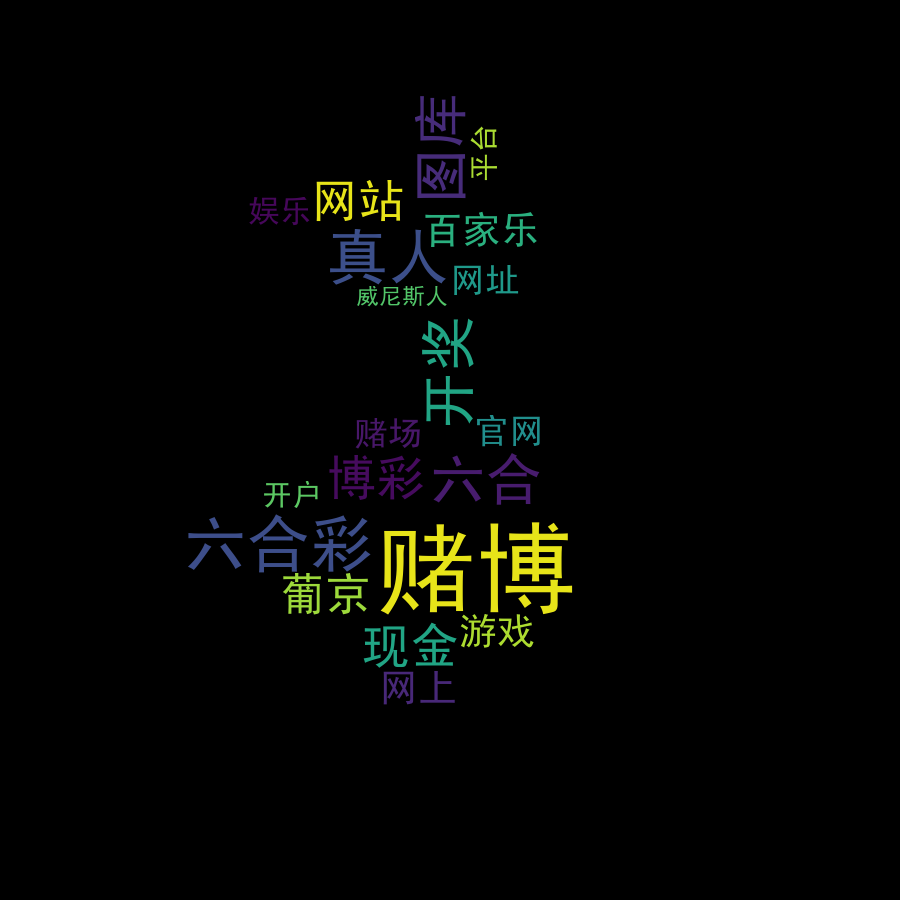 图库
平台
网站
娱乐
百家乐
真人
网址
威尼斯人
开奖
赌场
官网
博彩
六合
开户
六合彩
赌博
葡京
游戏
现金
网上